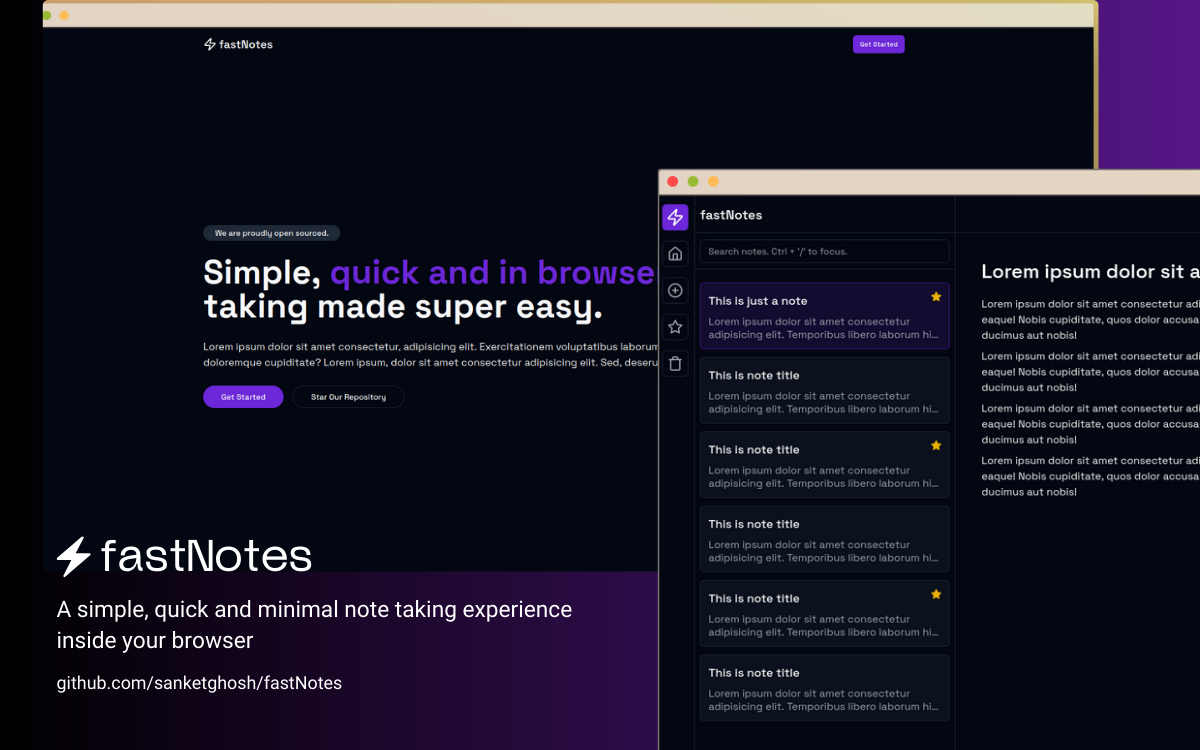 fastNotes
Get Started
We are proudly open sourced.
Simple, quick and in browse
taking made super easy.
Lorem ipsum dolor sit amet consectetur, adipisicing elit. Exercitationem voluptatibus laborum
doloremque cupiditate? Lorem ipsum, dolor sit amet consectetur adipisicing elit. Sed, deseru
Get Started
Star Our Repository
fastNotes
A simple, quick and minimal note taking experience
inside your browser
github.com/sanketghosh/fastNotes
fastNotes
Search notes. Ctrl + '/' to focus.
This is just a note
Lorem ipsum dolor sit amet consectetur
adipisicing elit. Temporibus libero laborum hi...
This is note title
Lorem ipsum dolor sit amet consectetur
adipisicing elit. Temporibus libero laborum hi...
This is note title
Lorem ipsum dolor sit amet consectetur
adipisicing elit. Temporibus libero laborum hi...
This is note title
Lorem ipsum dolor sit amet consectetur
adipisicing elit. Temporibus libero laborum hi...
This is note title
Lorem ipsum dolor sit amet consectetur
adipisicing elit. Temporibus libero laborum hi...
This is note title
Lorem ipsum dolor sit amet consectetur
adipisicing elit. Temporibus libero laborum hi...
Lorem ipsum dolor sit a
Lorem ipsum dolor sit amet consectetur adi
eaque! Nobis cupiditate, quos dolor accusa
ducimus aut nobis!
Lorem ipsum dolor sit amet consectetur adi
eaque! Nobis cupiditate, quos dolor accusa
ducimus aut nobis!
Lorem ipsum dolor sit amet consectetur adi
eaque! Nobis cupiditate, quos dolor accusa
ducimus aut nobis!
Lorem ipsum dolor sit amet consectetur adi
eaque! Nobis cupiditate, quos dolor accusa
ducimus aut nobis!